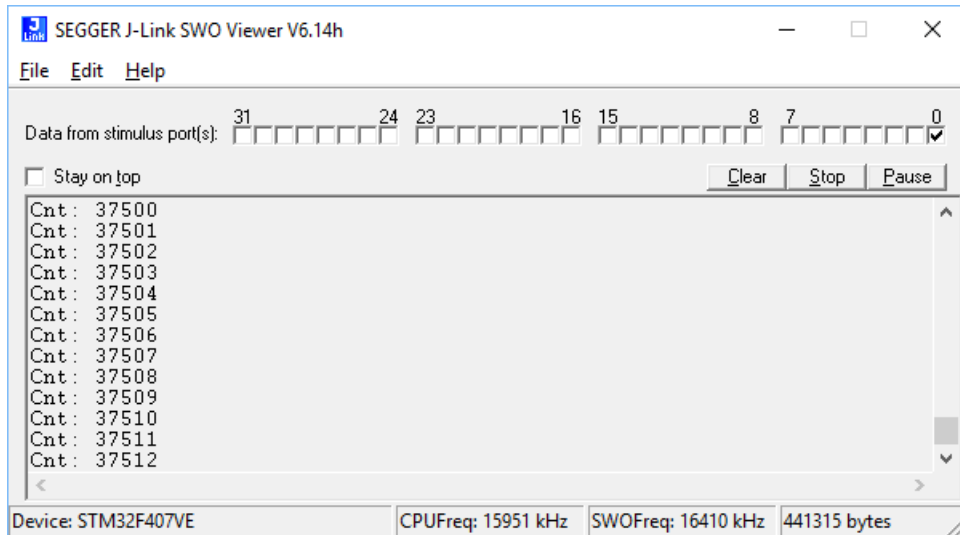 J-Link SEGGER J-Link SWO Viewer V6.14h
File Edit Help
31 24 23 16 15 8 7 0
Data from stimulus port(s):
Stay on top Clear Stop Pause
Cnt: 37500
Cnt: 37501
Cnt: 37502
Cnt: 37503
Cnt: 37504
Cnt: 37505
Cnt: 37506
Cnt: 37507
Cnt: 37508
Cnt: 37509
Cnt: 37510
Cnt: 37511
Cnt: 37512
Device: STM32F407VE CPUFreq: 15951 kHz SWOFreq: 16410 kHz 441315 bytes